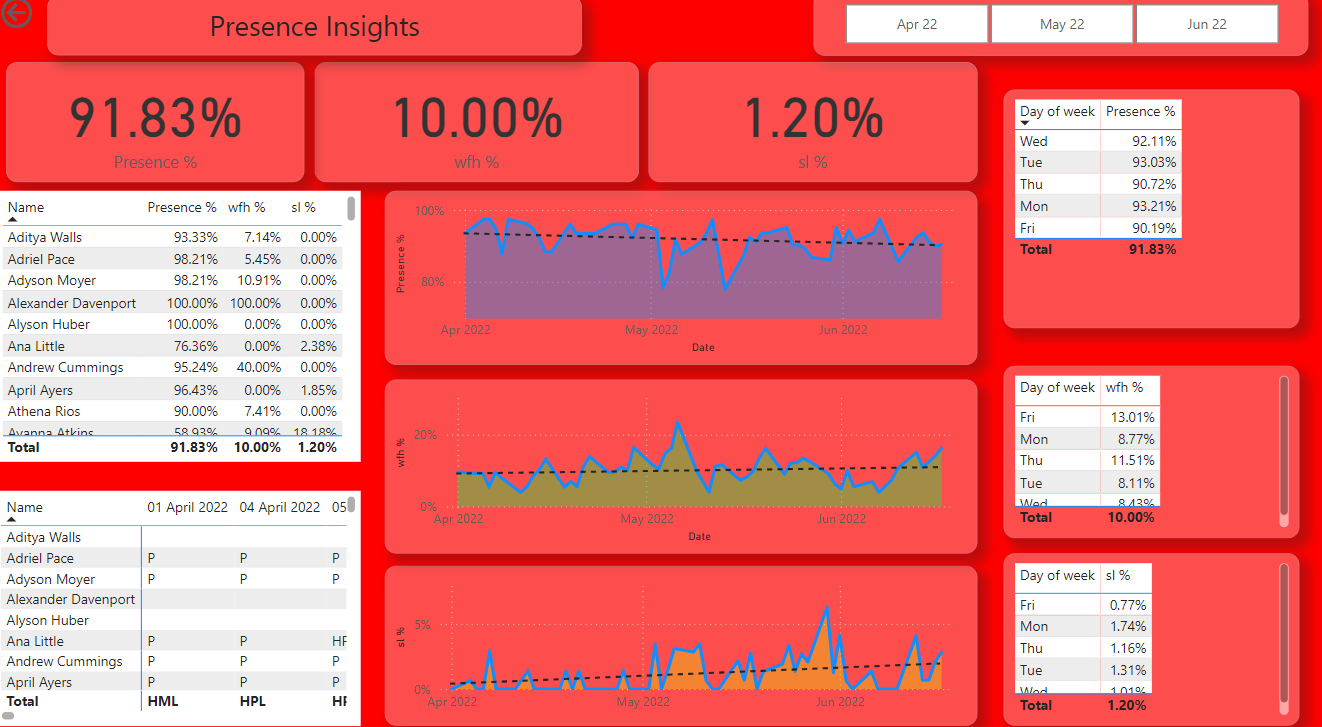 Presence Insights
Apr 22
May 22
Jun 22
91.83%
Presence %
10.00%
wfh %
1.20%
sl %
Name Presence % wfh % sl %
Aditya Walls 93.33% 7.14% 0.00%
Adriel Pace 98.21% 5.45% 0.00%
Adyson Moyer 98.21% 10.91% 0.00%
Alexander Davenport 100.00% 100.00% 0.00%
Alyson Huber 100.00% 0.00% 0.00%
Ana Little 76.36% 0.00% 2.38%
Andrew Cummings 95.24% 40.00% 0.00%
April Ayers 96.43% 0.00% 1.85%
Athena Rios 90.00% 7.41% 0.00%
Ayanna Atkins 58.93% 9.09% 18.18%
Total 91.83% 10.00% 1.20%
Name 01 April 2022 04 April 2022 05
Aditya Walls
Adriel Pace P P P
Adyson Moyer P P P
Alexander Davenport
Alyson Huber
Ana Little P P HF
Andrew Cummings P P P
April Ayers P P P
Total HML HPL
Presence %
100%
80%
Apr 2022 May 2022 Jun 2022
Date
wfh %
20%
0%
Apr 2022 May 2022 Jun 2022
Date
sl %
5%
0%
Apr 2022 May 2022 Jun 2022
Day of week Presence %
Wed 92.11%
Tue 93.03%
Thu 90.72%
Mon 93.21%
Fri 90.19%
Total 91.83%
Day of week wfh %
Fri 13.01%
Mon 8.77%
Thu 11.51%
Tue 8.11%
Wed 8.43%
Total 10.00%
Day of week sl %
Fri 0.77%
Mon 1.74%
Thu 1.16%
Tue 1.31%
Wed 1.01%
Total 1.20%